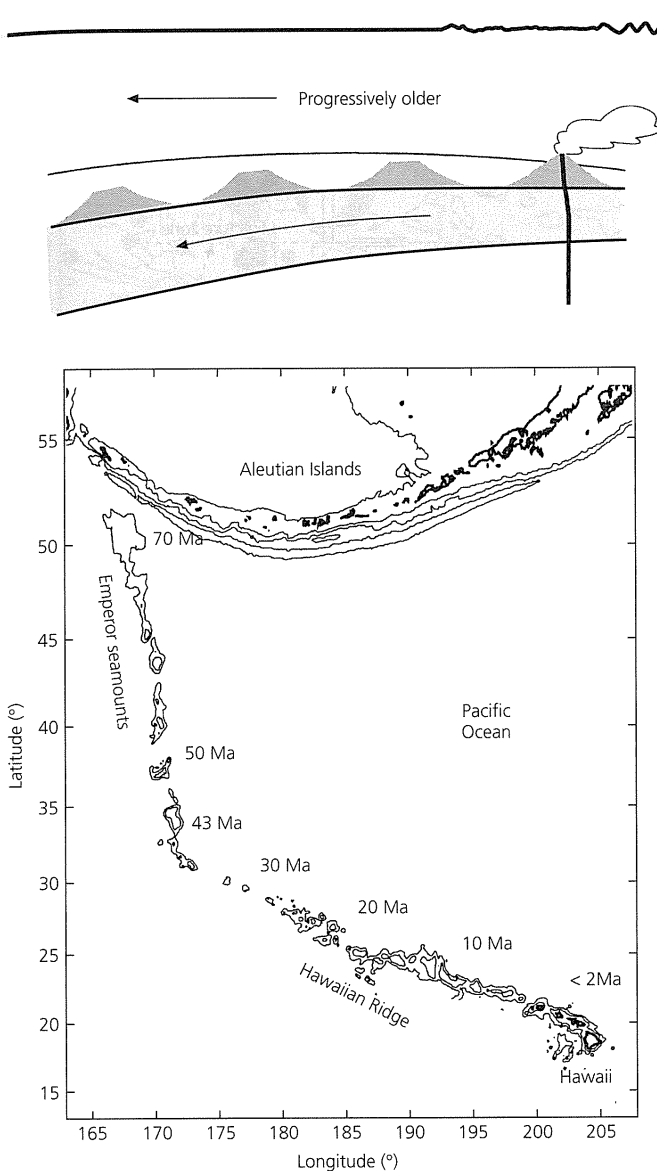 Progressively older
55
Aleutian Islands
50
70 Ma
Emperor seamounts
45
40
Pacific
Ocean
50 Ma
35
43 Ma
30
30 Ma
20 Ma
25
10 Ma
< 2Ma
Hawaiian Ridge
20
Hawaii
15
165
170
175
180
185
190
195
200
205
Latitude (°)
Longitude (°)